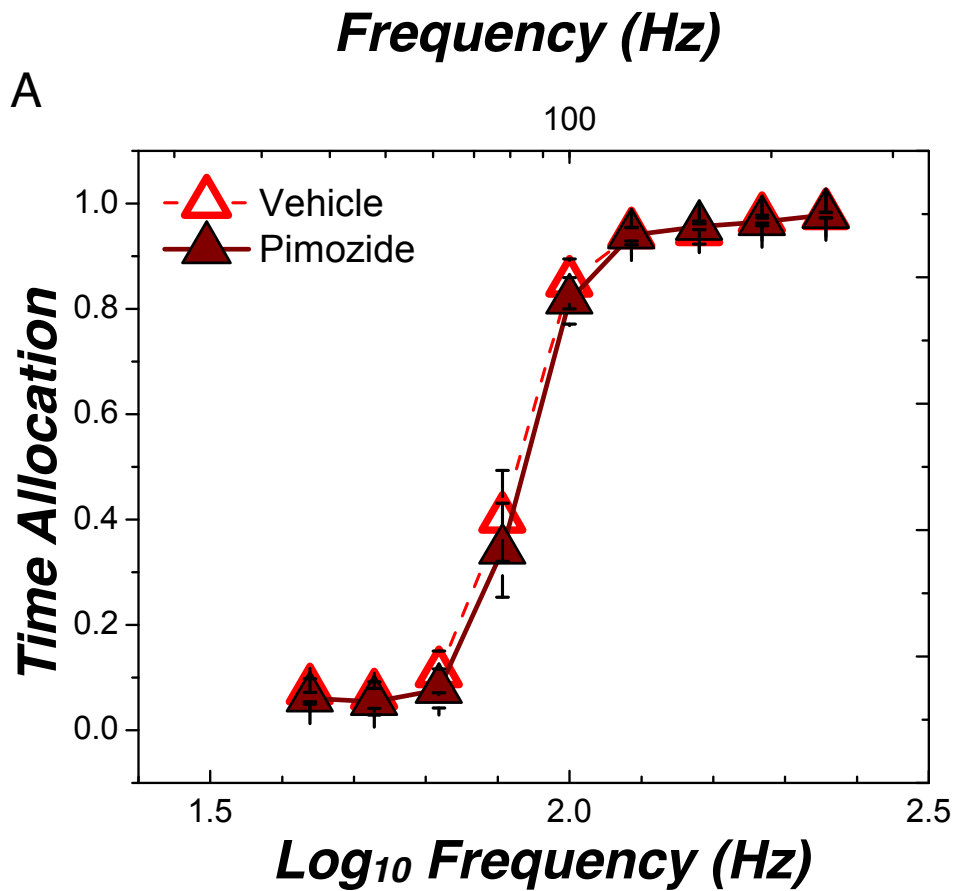 Frequency (Hz)
A
100
1.0
Vehicle
Pimozide
0.8
0.6
0.4
0.2
0.0
Time Allocation
1.5
2.0
2.5
Log10 Frequency (Hz)